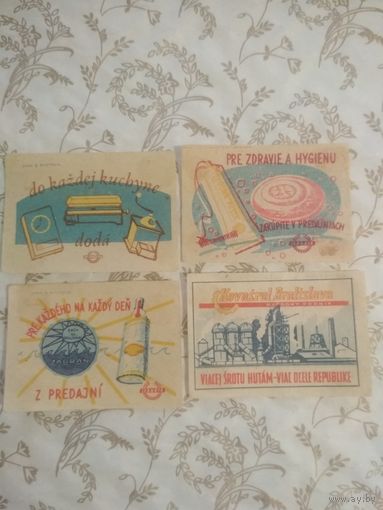 do každej kuchyne
dodá
PRE ZDRAVIE A HYGIENU
ZAKÚPITE V PREDAJNIACH
PRE KAŽDÉHO NA KAŽDÝ DEŇ
Z PREDAJNÍ
Kovošrot Bratislava
VIACEJ ŠROTU HUTÁM-VIAC OCELE REPUBLIKE
www.ay.by